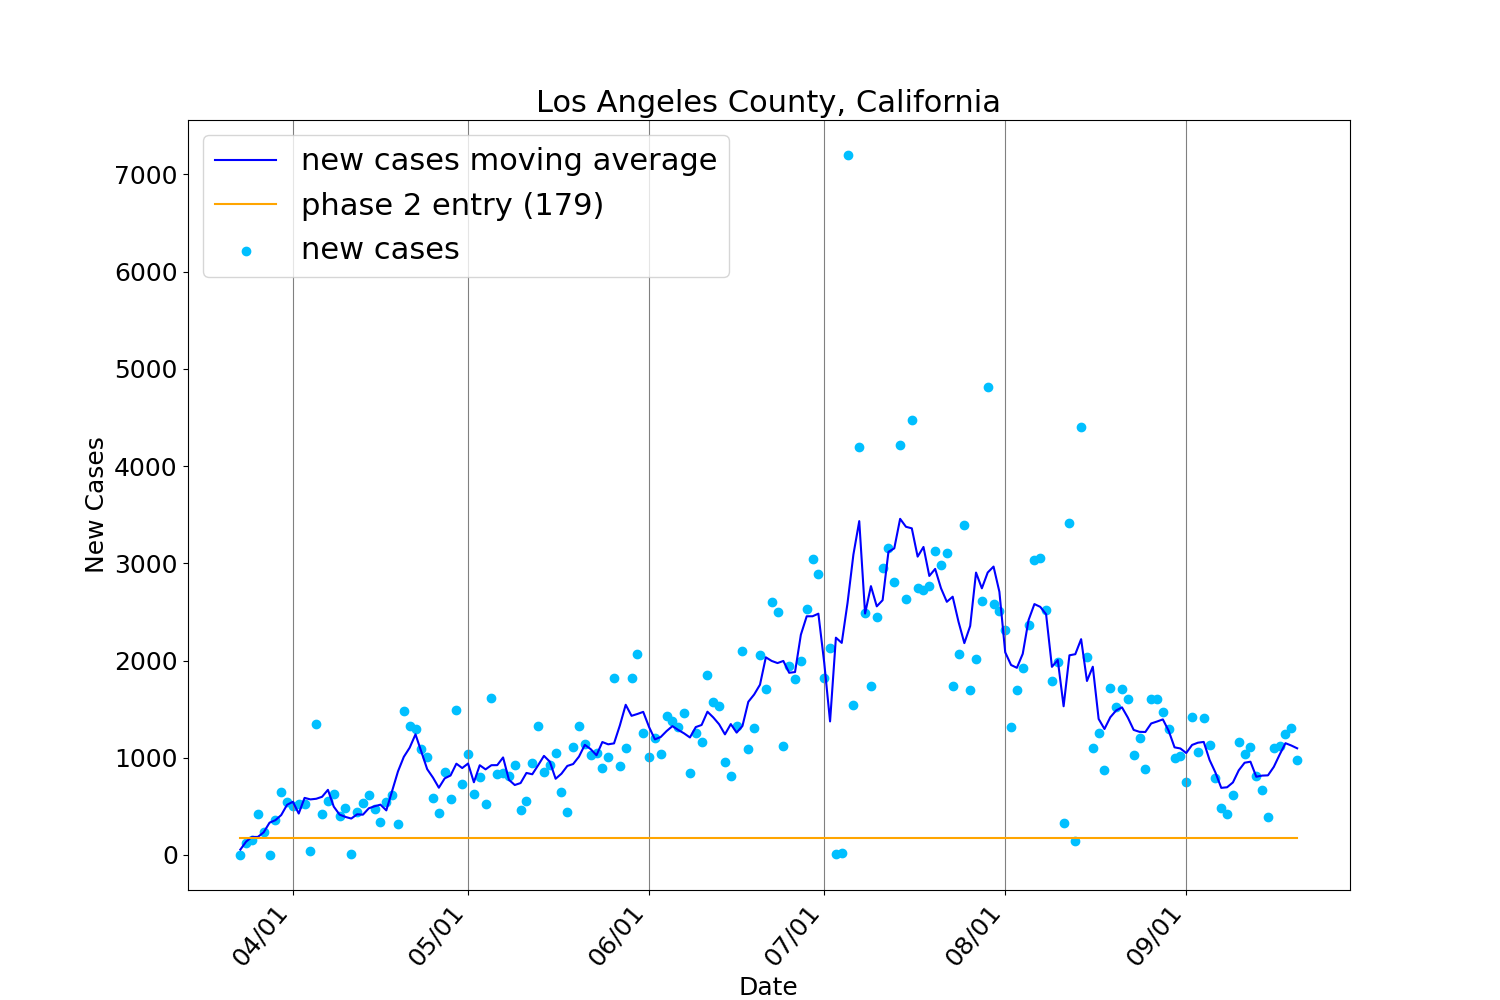 Los Angeles County, California
new cases moving average
phase 2 entry (179)
new cases
7000
6000
5000
4000
3000
2000
1000
0
New Cases
04/01
05/01
06/01
07/01
08/01
09/01
Date